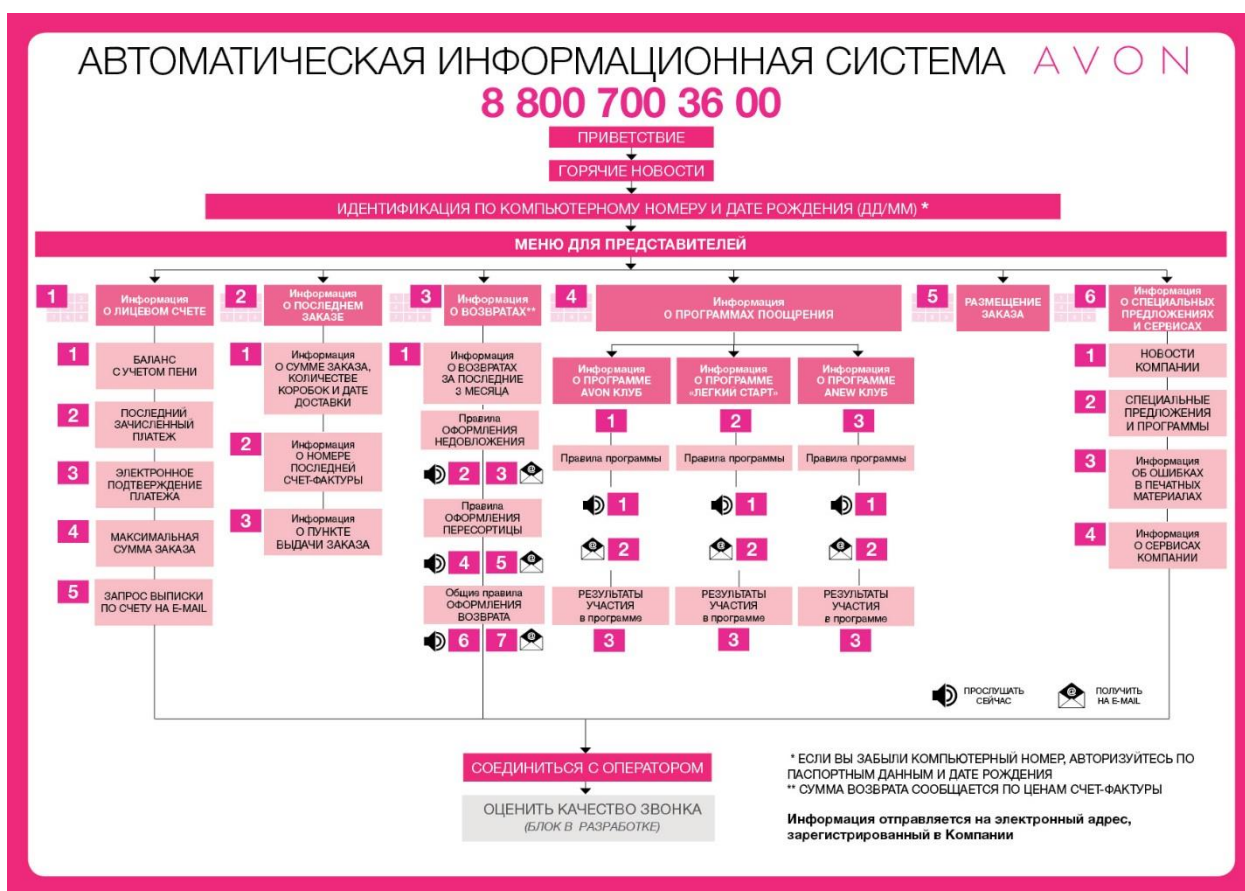 АВТОМАТИЧЕСКАЯ ИНФОРМАЦИОННАЯ СИСТЕМА AVON
8 800 700 36 00
ПРИВЕТСТВИЕ
ГОРЯЧИЕ НОВОСТИ
ИДЕНТИФИКАЦИЯ ПО КОМПЬЮТЕРНОМУ НОМЕРУ И ДАТЕ РОЖДЕНИЯ (ДД/ММ) *
МЕНЮ ДЛЯ ПРЕДСТАВИТЕЛЕЙ
1
Информация
О ЛИЦЕВОМ СЧЕТЕ
1
БАЛАНС
С УЧЕТОМ ПЕНИ
2
ПОСЛЕДНИЙ
ЗАЧИСЛЕННЫЙ
ПЛАТЕЖ
3
ЭЛЕКТРОННОЕ
ПОДТВЕРЖДЕНИЕ
ПЛАТЕЖА
4
МАКСИМАЛЬНАЯ
СУММА ЗАКАЗА
5
ЗАПРОС ВЫПИСКИ
ПО СЧЕТУ НА E-MAIL
2
Информация
О ПОСЛЕДНЕМ
ЗАКАЗЕ
1
Информация
О СУММЕ ЗАКАЗА,
КОЛИЧЕСТВЕ
КОРОБОК И ДАТЕ
ДОСТАВКИ
2
Информация
О НОМЕРЕ
ПОСЛЕДНЕЙ
СЧЕТ-ФАКТУРЫ
3
Информация
О ПУНКТЕ
ВЫДАЧИ ЗАКАЗА
3
Информация
О ВОЗВРАТАХ**
1
Информация
О ВОЗВРАТАХ
ЗА ПОСЛЕДНИЕ
3 МЕСЯЦА
Правила
ОФОРМЛЕНИЯ
НЕДОВЛОЖЕНИЯ
2 3
Правила
ОФОРМЛЕНИЯ
ПЕРЕСОРТИЦЫ
4 5
Общие правила
ОФОРМЛЕНИЯ
ВОЗВРАТА
6 7
4
Информация
О ПРОГРАММАХ ПООЩРЕНИЯ
Информация
О ПРОГРАММЕ
AVON КЛУБ
1
Правила программы
1
2
РЕЗУЛЬТАТЫ
УЧАСТИЯ
в программе
3
Информация
О ПРОГРАММЕ
«ЛЕГКИЙ СТАРТ»
2
Правила программы
1
2
РЕЗУЛЬТАТЫ
УЧАСТИЯ
в программе
3
Информация
О ПРОГРАММЕ
ANEW КЛУБ
3
Правила программы
1
2
РЕЗУЛЬТАТЫ
УЧАСТИЯ
в программе
3
5
РАЗМЕЩЕНИЕ
ЗАКАЗА
6
Информация
О СПЕЦИАЛЬНЫХ
ПРЕДЛОЖЕНИЯХ
И СЕРВИСАХ
1
НОВОСТИ
КОМПАНИИ
2
СПЕЦИАЛЬНЫЕ
ПРЕДЛОЖЕНИЯ
И ПРОГРАММЫ
3
Информация
ОБ ОШИБКАХ
В ПЕЧАТНЫХ
МАТЕРИАЛАХ
4
Информация
О СЕРВИСАХ
КОМПАНИИ
ПРОСЛУШАТЬ
СЕЙЧАС
ПОЛУЧИТЬ
НА E-MAIL
СОЕДИНИТЬСЯ С ОПЕРАТОРОМ
ОЦЕНИТЬ КАЧЕСТВО ЗВОНКА
(БЛОК В РАЗРАБОТКЕ)
* ЕСЛИ ВЫ ЗАБЫЛИ КОМПЬЮТЕРНЫЙ НОМЕР, АВТОРИЗУЙТЕСЬ ПО
ПАСПОРТНЫМ ДАННЫМ И ДАТЕ РОЖДЕНИЯ
** СУММА ВОЗВРАТА СООБЩАЕТСЯ ПО ЦЕНАМ СЧЕТ-ФАКТУРЫ
Информация отправляется на электронный адрес,
зарегистрированный в Компании